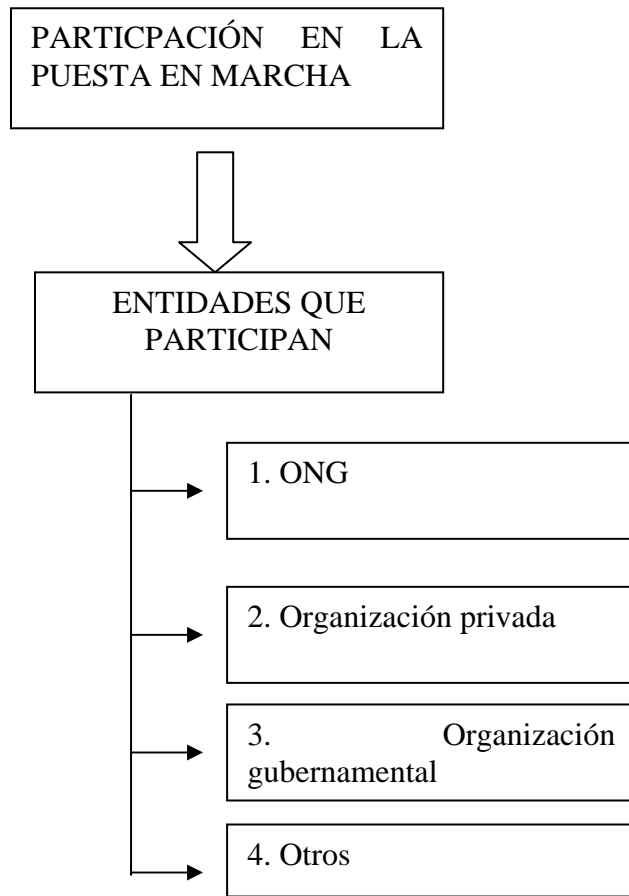 PARTICPACIÓN EN LA
PUESTA EN MARCHA
ENTIDADES QUE
PARTICIPAN
1. ONG
2. Organización privada
3. Organización
gubernamental
4. Otros